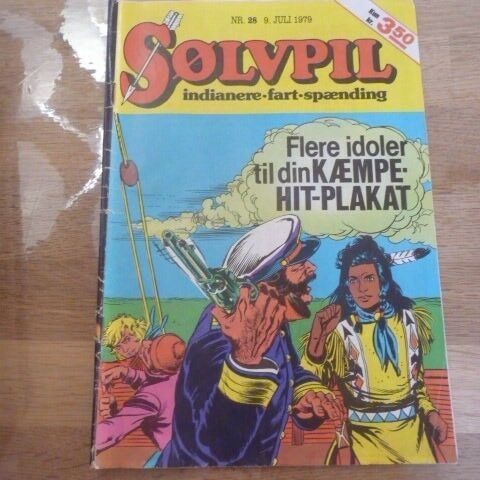 NR. 28 9. JULI 1979
Kun kr. 3.50
SØLVPIL
indianere·fart·spænding
Flere idoler
til din KÆMPE-
HIT-PLAKAT